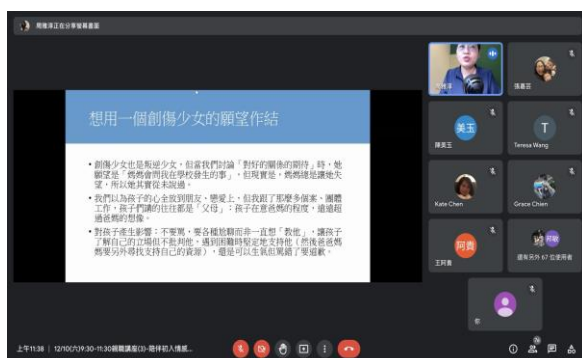 周雅淳正在分享螢幕畫面
想用一個創傷少女的願望作結
• 創傷少女也是叛逆少女，但當我們討論「對好的關係的期待」時，她
願望是「媽媽會問我在學校發生的事」，但現實是，媽媽總是讓她失
望，所以她其實從未說過。
• 我們以為孩子的心全放到朋友、戀愛上，但我跟了那麼多個案、團體
工作，孩子們講的往往都是「父母」；孩子在意爸媽的程度，遠遠超
過爸媽的想像。
• 對孩子產生影響：不要罵，要各種尬聊而非一直想「教他」，讓孩子
了解自己的立場但不批判他。遇到困難時堅定地支持他（然後爸爸媽
媽要另外尋找支持自己的資源），還是可以生氣但罵錯了要道歉。
周雅淳
張嘉芸
美玉
陳美玉
T
Teresa Wang
Kate Chen
Grace Chien
阿貴
王阿貴
還有另外 67 位使用者
你
上午11:38 | 12/10(六)9:30-11:30親職講座(3)-陪伴初入情感...
76